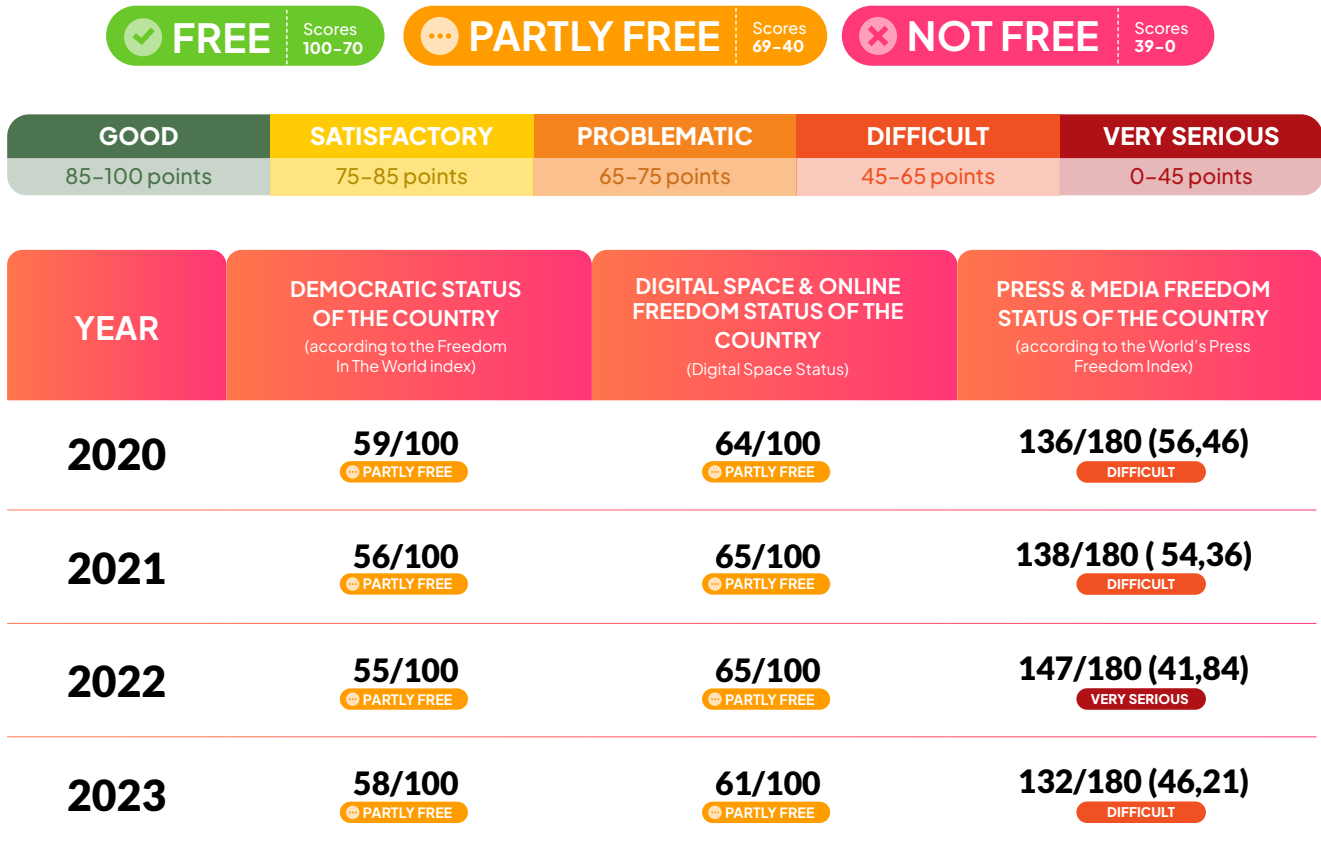 FREE
Scores
100–70
PARTLY FREE
Scores
69–40
NOT FREE
Scores
39–0
GOOD
SATISFACTORY
PROBLEMATIC
DIFFICULT
VERY SERIOUS
85–100 points
75–85 points
65–75 points
45–65 points
0–45 points
YEAR
DEMOCRATIC STATUS
OF THE COUNTRY
(according to the Freedom
In The World index)
DIGITAL SPACE & ONLINE
FREEDOM STATUS OF THE
COUNTRY
(Digital Space Status)
PRESS & MEDIA FREEDOM
STATUS OF THE COUNTRY
(according to the World's Press
Freedom Index)
2020
59/100
PARTLY FREE
64/100
PARTLY FREE
136/180 (56,46)
DIFFICULT
2021
56/100
PARTLY FREE
65/100
PARTLY FREE
138/180 ( 54,36)
DIFFICULT
2022
55/100
PARTLY FREE
65/100
PARTLY FREE
147/180 (41,84)
VERY SERIOUS
2023
58/100
PARTLY FREE
61/100
PARTLY FREE
132/180 (46,21)
DIFFICULT